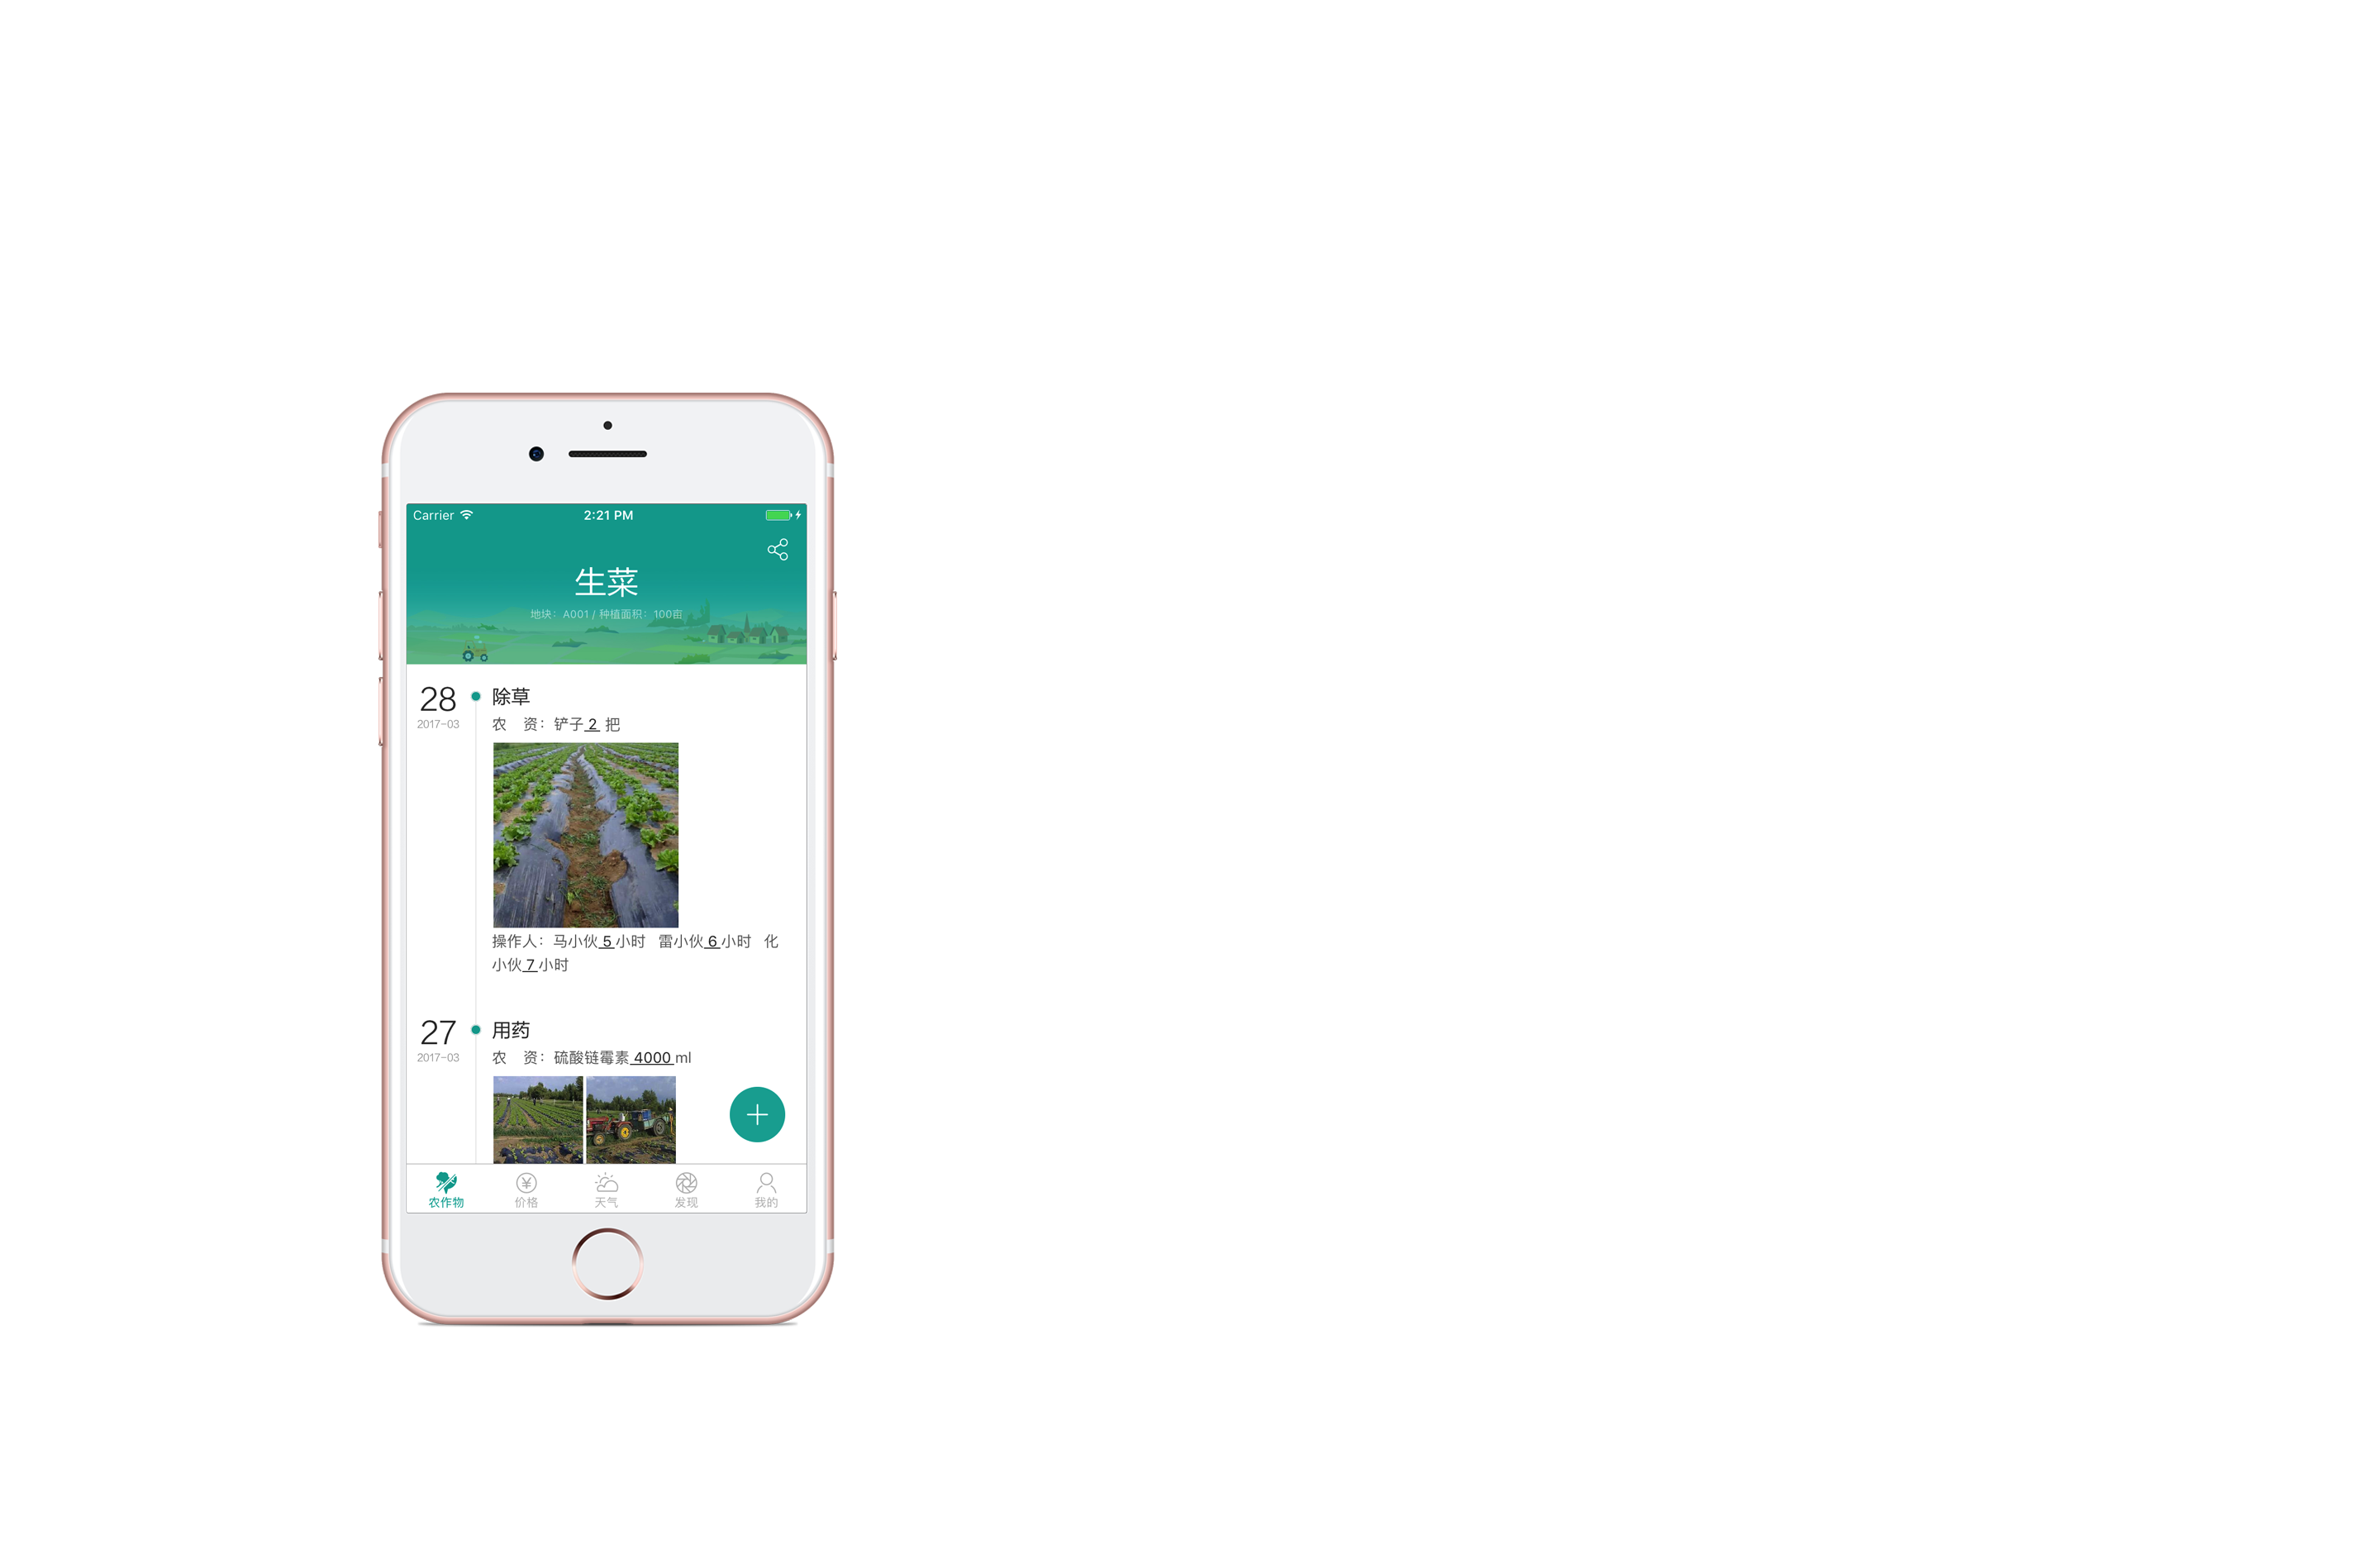 Carrier 2:21 PM
生菜
地块：A001 / 种植面积：100亩
28 除草
2017-03 农 资：铲子 2 把
操作人：马小伙 5 小时 雷小伙 6 小时 化
小伙 7 小时
27 用药
2017-03 农 资：硫酸链霉素 4000 ml
农作物 价格 天气 发现 我的